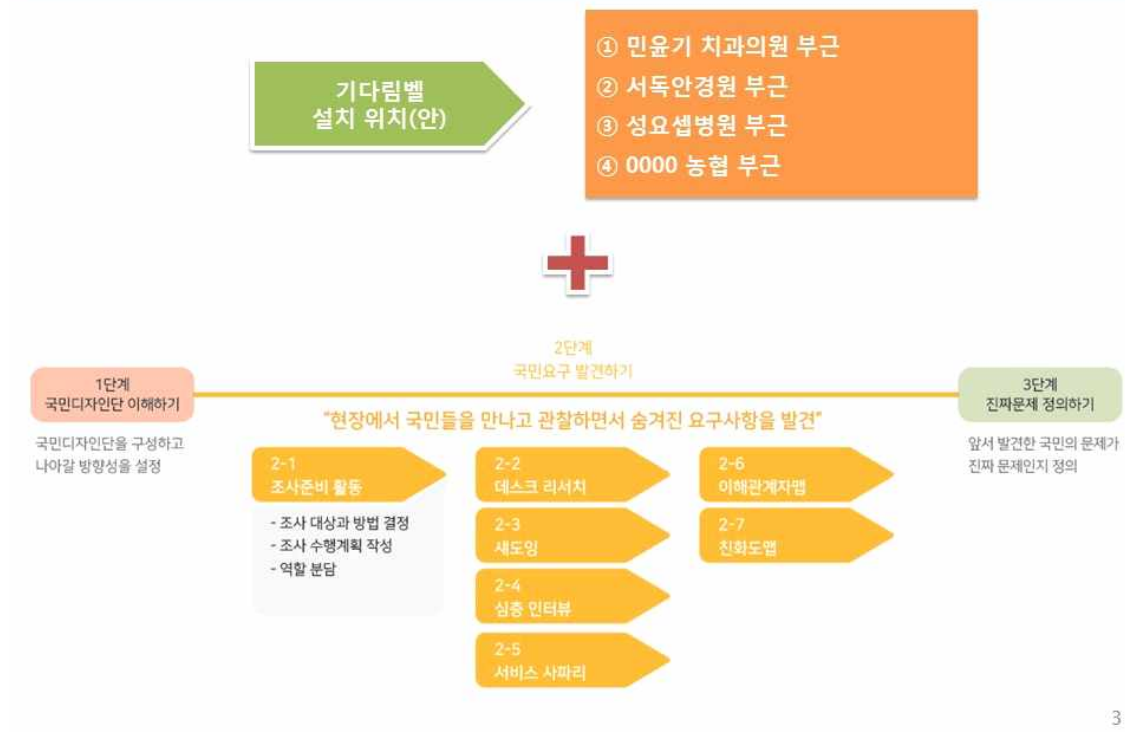 기다림벨
설치 위치(안)
① 민윤기 치과의원 부근
② 서독안경원 부근
③ 성요셉병원 부근
④ 0000 농협 부근
2단계
국민요구 발견하기
1단계
국민디자인단 이해하기
3단계
진짜문제 정의하기
"현장에서 국민들을 만나고 관찰하면서 숨겨진 요구사항을 발견"
국민디자인단을 구성하고
나아갈 방향성을 설정
앞서 발견한 국민의 문제가
진짜 문제인지 정의
2-1
조사준비 활동
- 조사 대상과 방법 결정
- 조사 수행계획 작성
- 역할 분담
2-2
데스크 리서치
2-3
섀도잉
2-4
심층 인터뷰
2-5
서비스 사파리
2-6
이해관계자맵
2-7
친화도맵
3